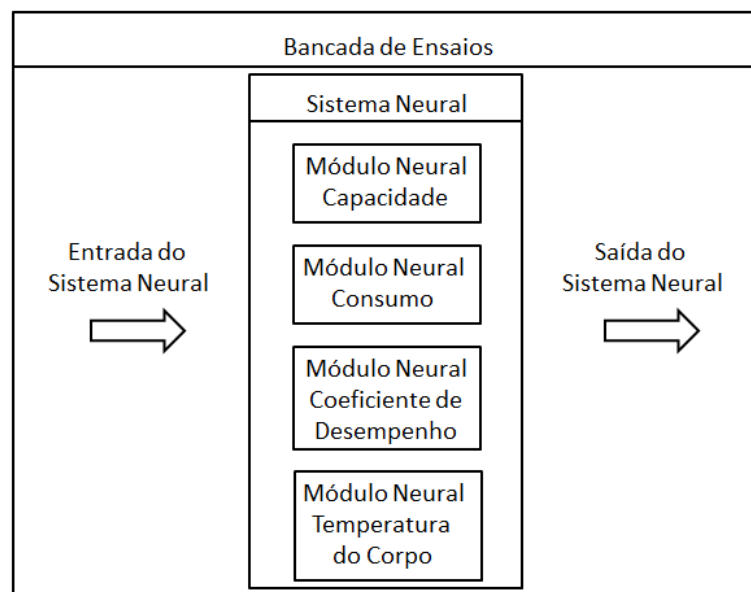 Bancada de Ensaios
Sistema Neural
Módulo Neural
Capacidade
Entrada do
Sistema Neural
Módulo Neural
Consumo
Saída do
Sistema Neural
Módulo Neural
Coeficiente de
Desempenho
Módulo Neural
Temperatura
do Corpo